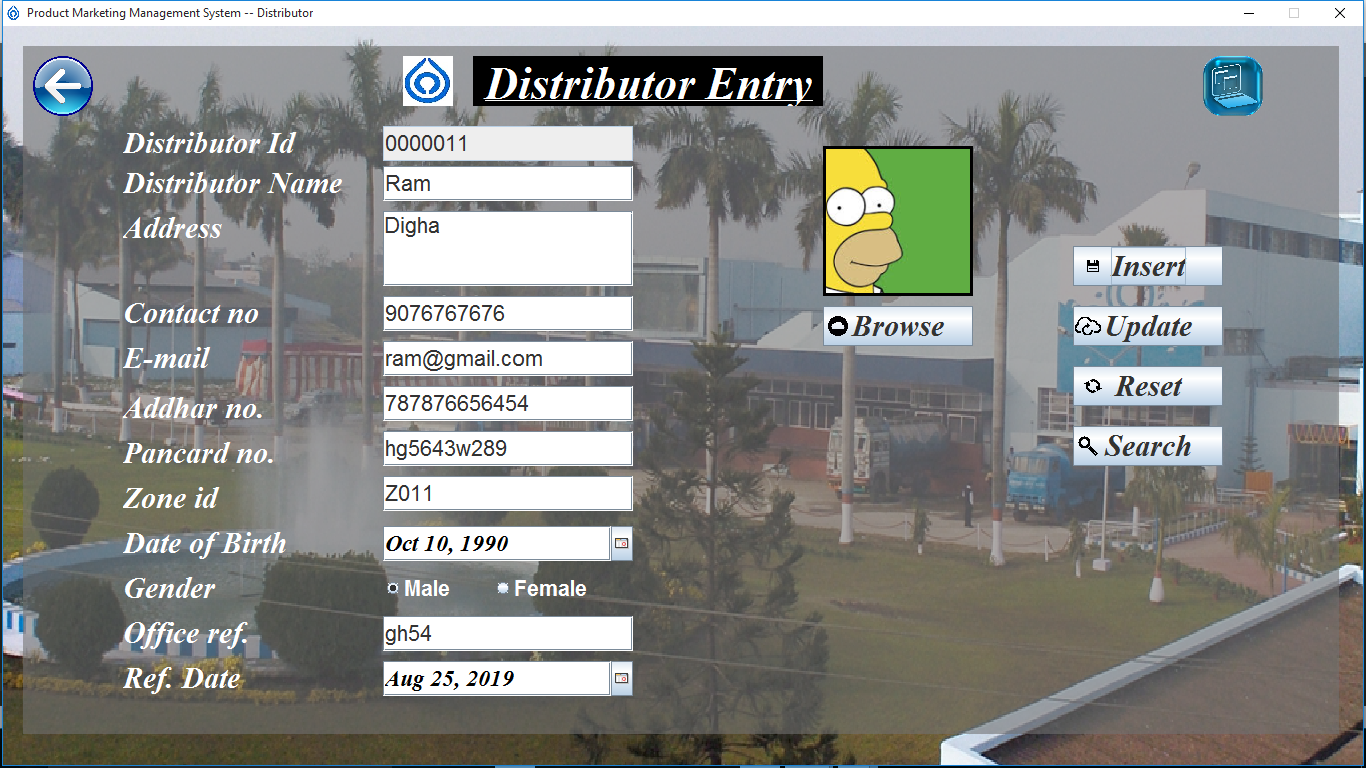 Product Marketing Management System -- Distributor
Distributor Entry
Distributor Id 0000011
Distributor Name Ram
Address Digha
Contact no 9076767676
E-mail ram@gmail.com
Addhar no. 787876656454
Pancard no. hg5643w289
Zone id Z011
Date of Birth Oct 10, 1990
Gender Male Female
Office ref. gh54
Ref. Date Aug 25, 2019
Browse
Insert
Update
Reset
Search